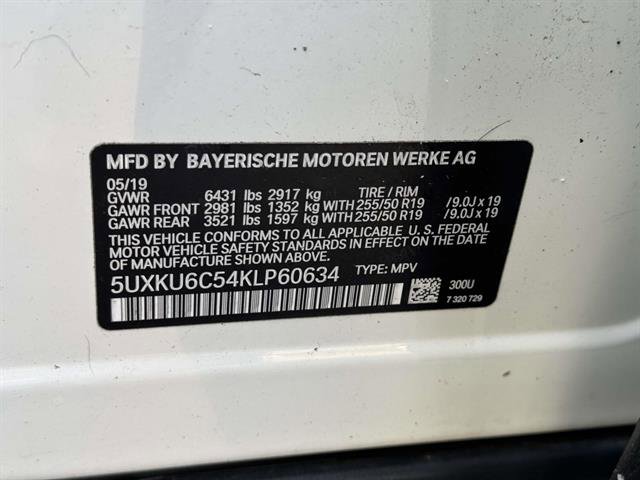 MFD BY BAYERISCHE MOTOREN WERKE AG
05/19
GVWR 6431 lbs 2917 kg TIRE / RIM
GAWR FRONT 2981 lbs 1352 kg WITH 255/50 R19 /9.0J x 19
GAWR REAR 3521 lbs 1597 kg WITH 255/50 R19 /9.0J x 19
THIS VEHICLE CONFORMS TO ALL APPLICABLE U. S. FEDERAL
MOTOR VEHICLE SAFETY STANDARDS IN EFFECT ON THE DATE
OF MANUFACTURE SHOWN ABOVE.
5UXKU6C54KLP60634 TYPE: MPV
300U
7 320 729